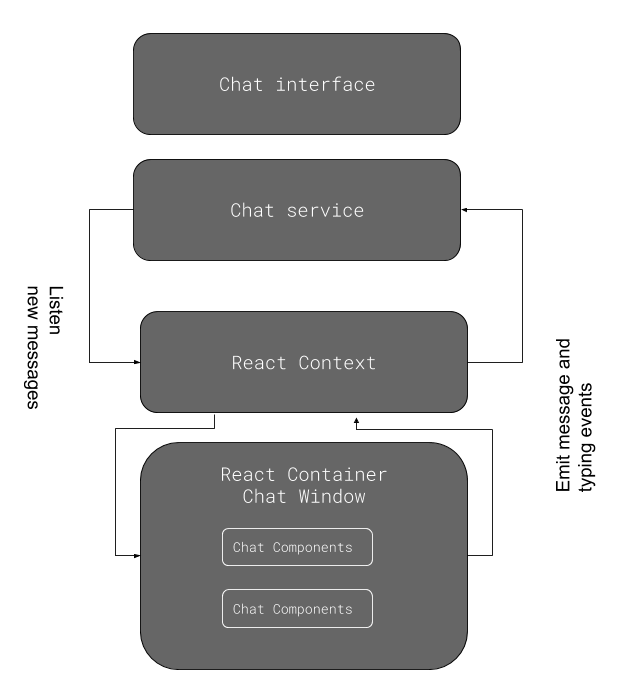 Chat interface
Chat service
Listen
new messages
React Context
Emit message and
typing events
React Container
Chat Window
Chat Components
Chat Components